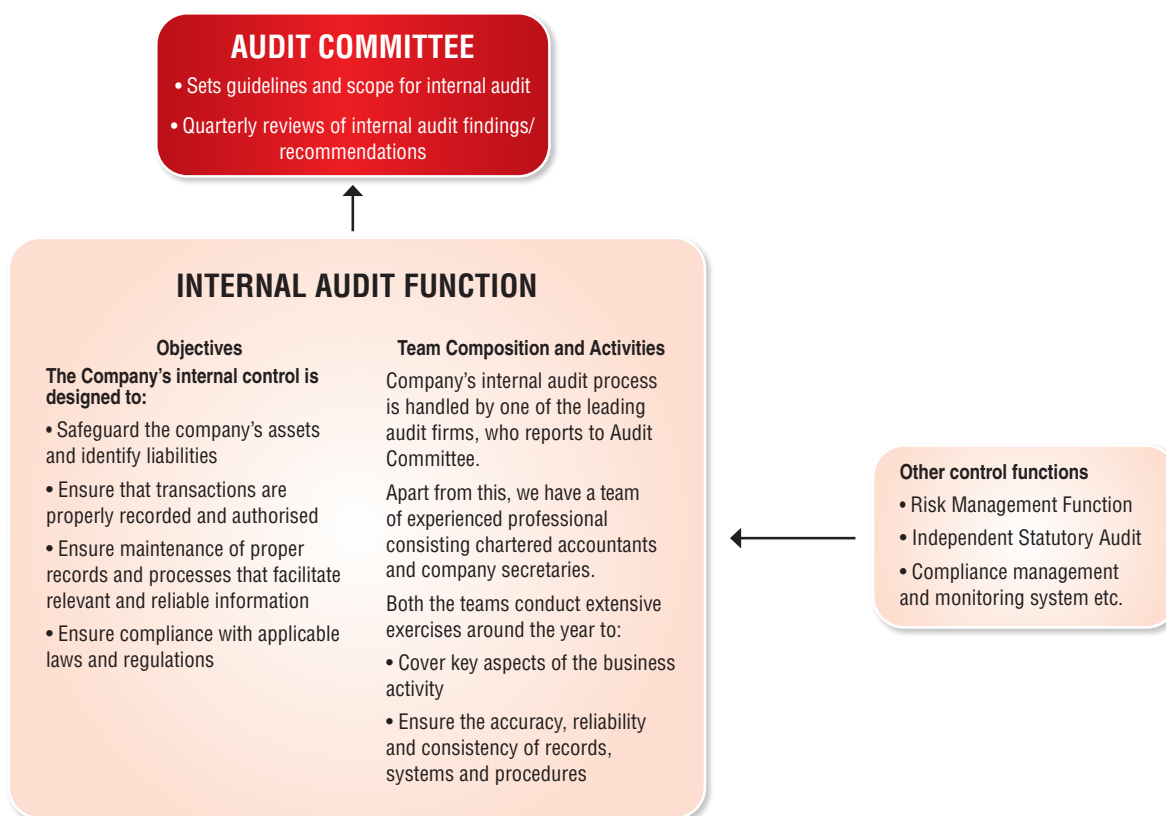 AUDIT COMMITTEE
• Sets guidelines and scope for internal audit
• Quarterly reviews of internal audit findings/
recommendations
INTERNAL AUDIT FUNCTION
Objectives
The Company's internal control is
designed to:
• Safeguard the company's assets
and identify liabilities
• Ensure that transactions are
properly recorded and authorised
• Ensure maintenance of proper
records and processes that facilitate
relevant and reliable information
• Ensure compliance with applicable
laws and regulations
Team Composition and Activities
Company's internal audit process
is handled by one of the leading
audit firms, who reports to Audit
Committee.
Apart from this, we have a team
of experienced professional
consisting chartered accountants
and company secretaries.
Both the teams conduct extensive
exercises around the year to:
• Cover key aspects of the business
activity
• Ensure the accuracy, reliability
and consistency of records,
systems and procedures
Other control functions
• Risk Management Function
• Independent Statutory Audit
• Compliance management
and monitoring system etc.